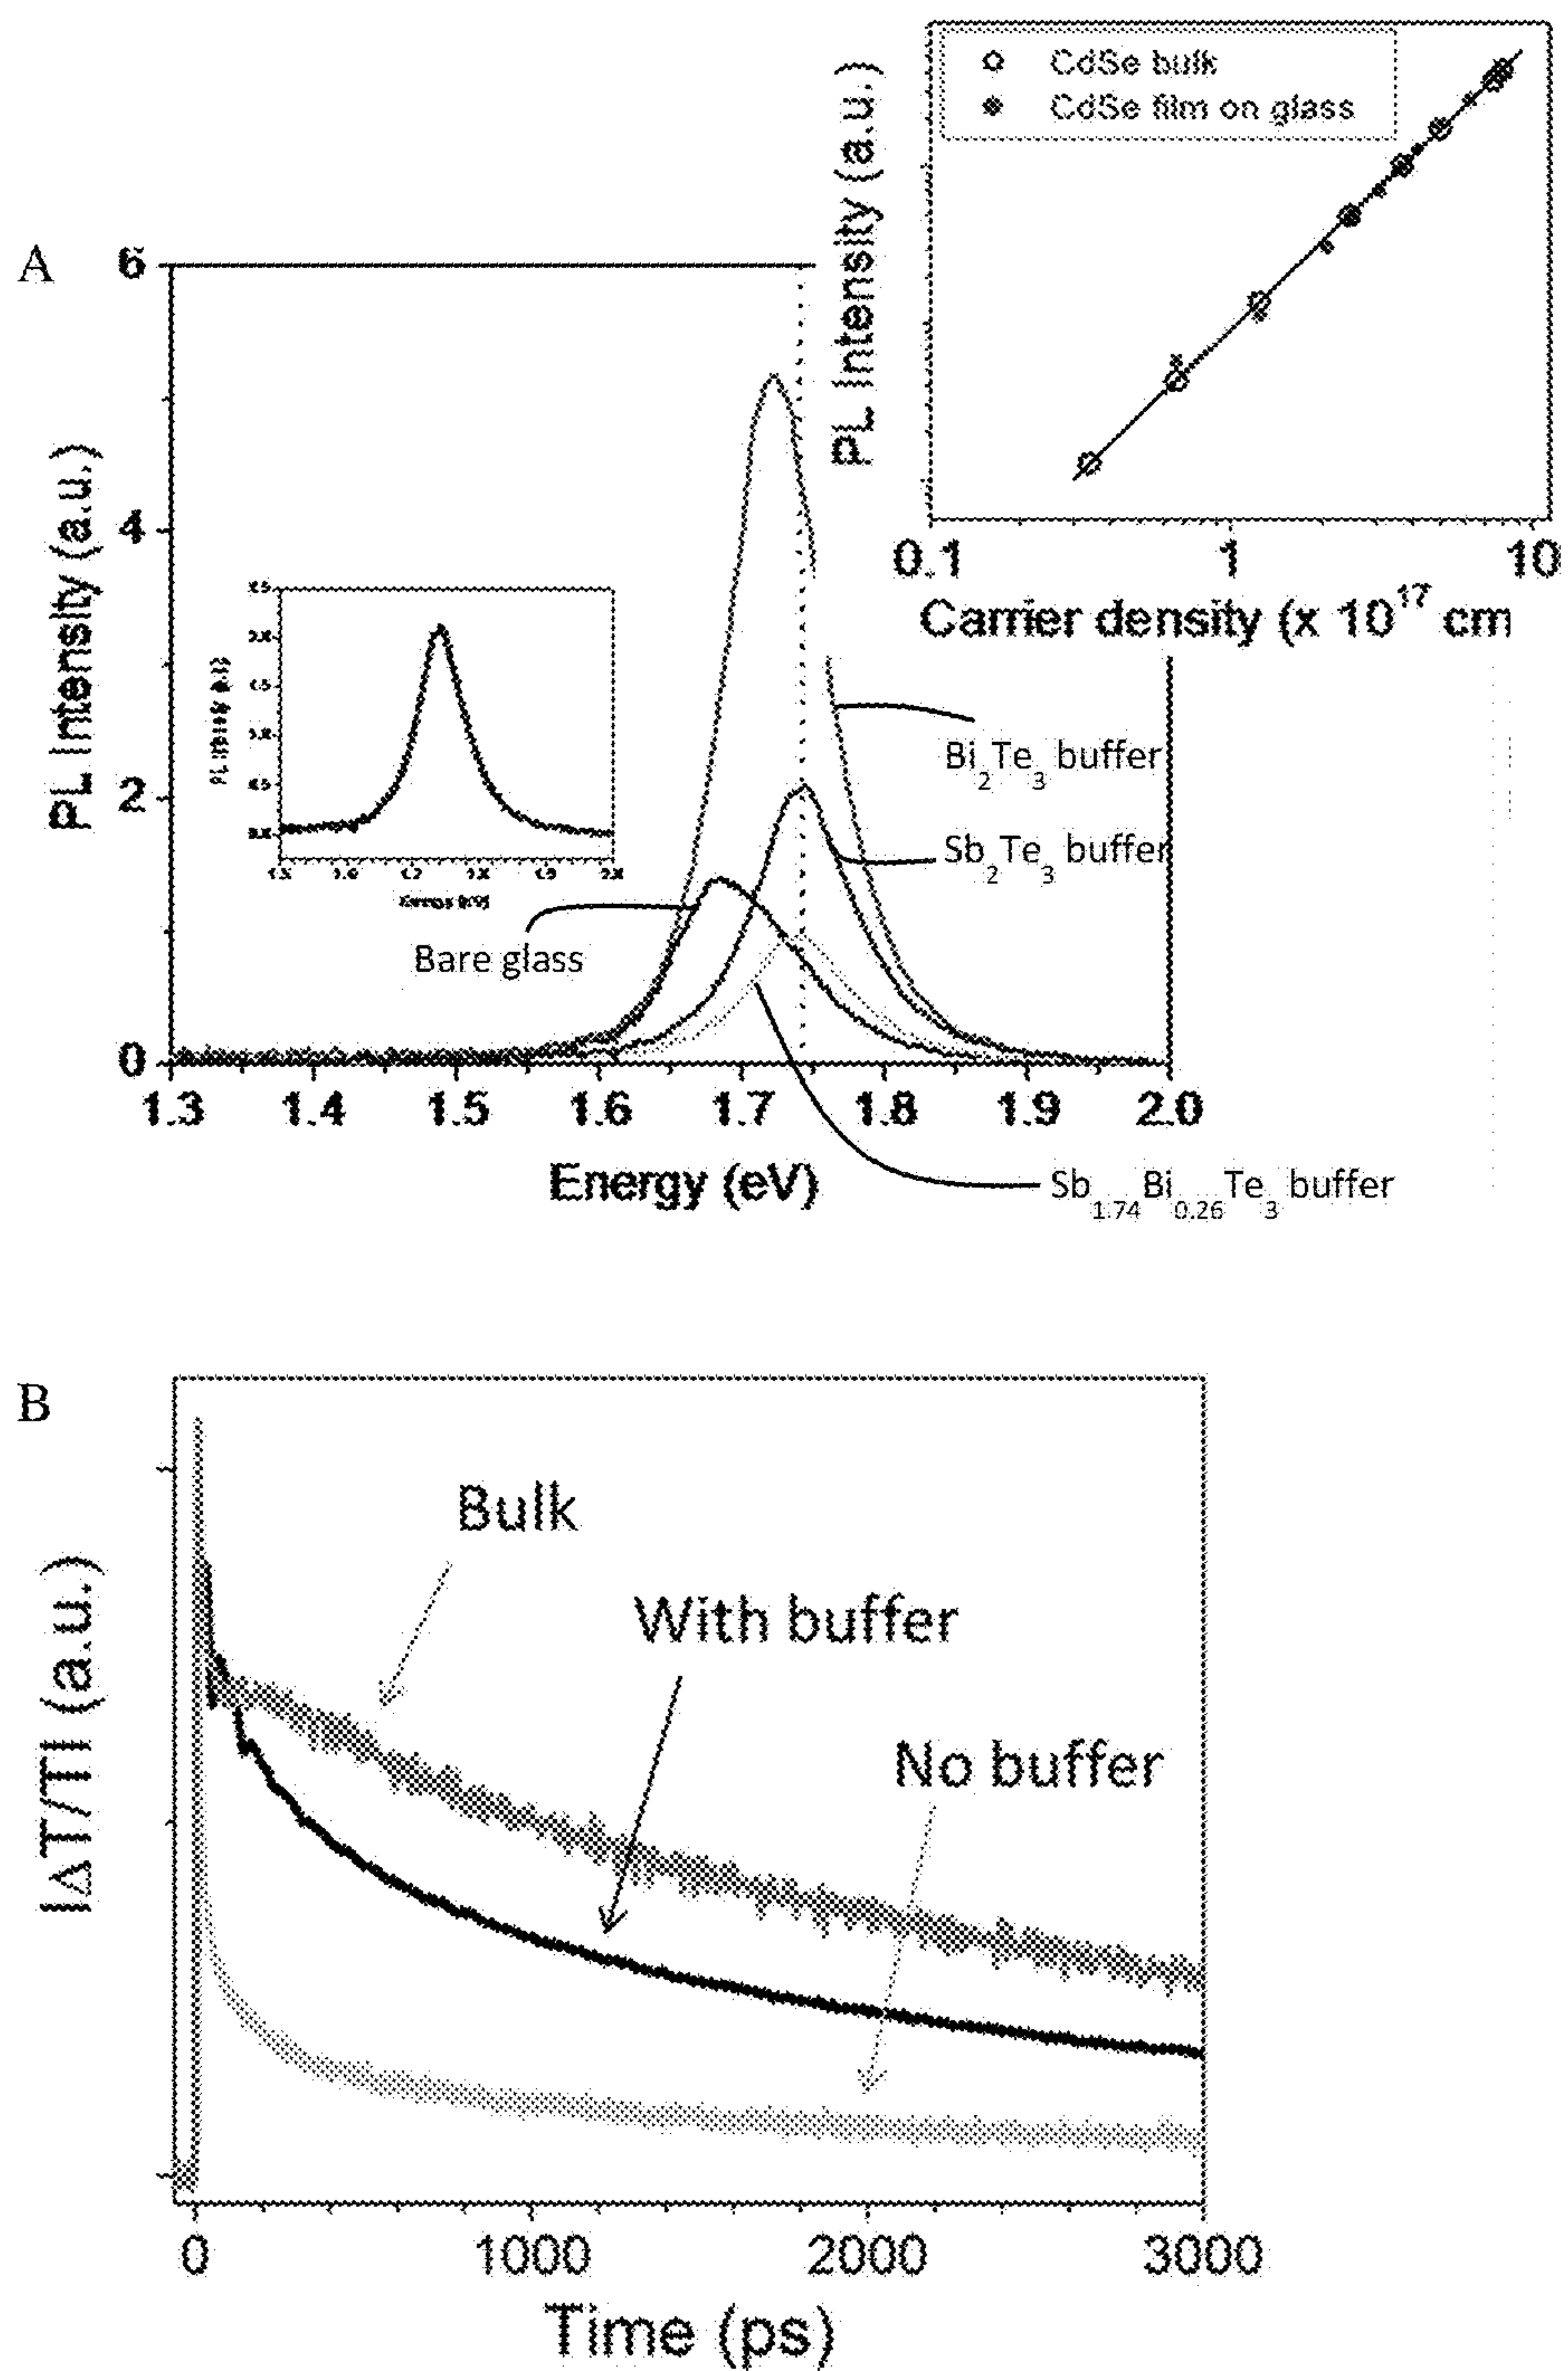 CdSe bulk
CdSe film on glass
PL Intensity (a.u.)
0.1
1
10
Carrier density (x 10¹⁷ cm
A
6
4
2
0
PL Intensity (a.u.)
Bi₂Te₃ buffer
Sb₂Te₃ buffer
Bare glass
1.3 1.4 1.5 1.6 1.7 1.8 1.9 2.0
Energy (eV)
Sb₁.₇₄Bi₀.₂₆Te₃ buffer
B
Bulk
With buffer
No buffer
|ΔT/T| (a.u.)
0 1000 2000 3000
Time (ps)